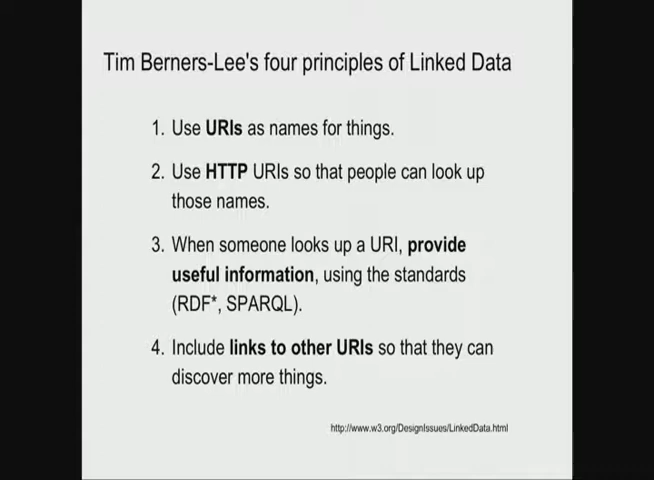 Tim Berners-Lee's four principles of Linked Data
1. Use URIs as names for things.
2. Use HTTP URIs so that people can look up
those names.
3. When someone looks up a URI, provide
useful information, using the standards
(RDF*, SPARQL).
4. Include links to other URIs so that they can
discover more things.
http://www.w3.org/DesignIssues/LinkedData.html